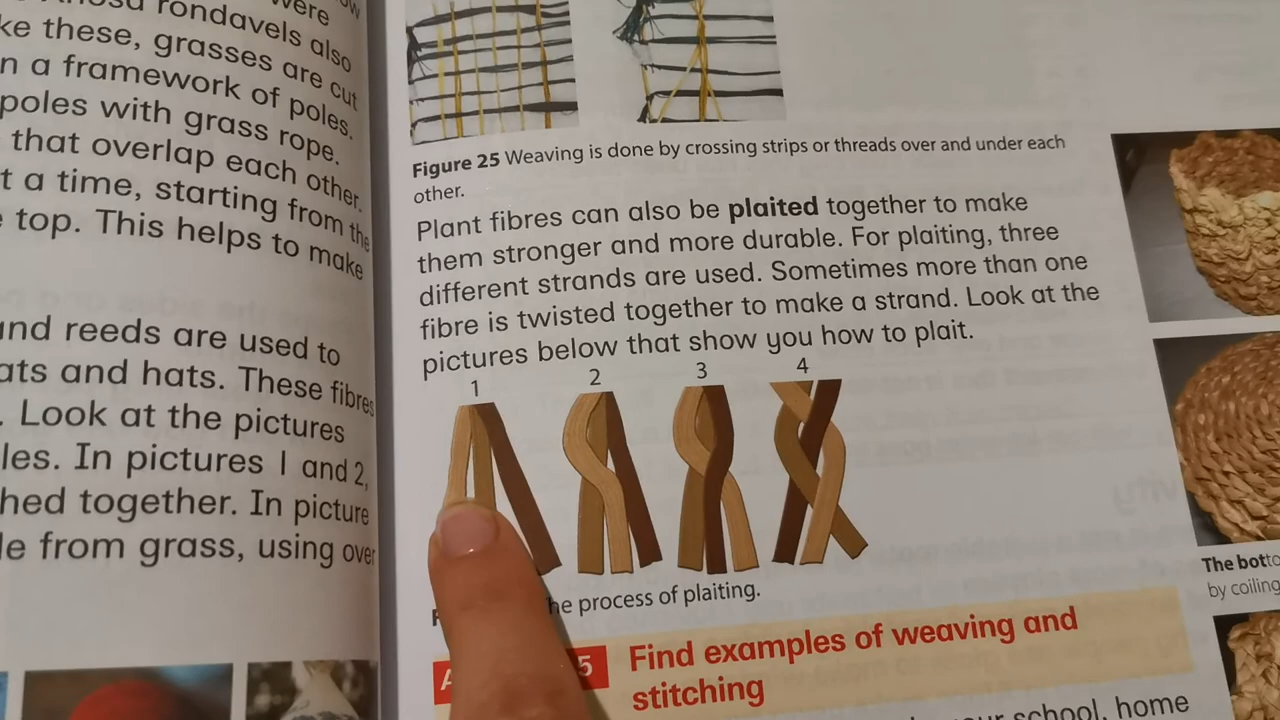 were
rondavels also
these, grasses are cut
n a framework of poles.
poles with grass rope.
that overlap each other.
t a time, starting from the
top. This helps to make
and reeds are used to
ats and hats. These fibres
. Look at the pictures
les. In pictures 1 and 2,
hed together. In picture
le from grass, using over
Figure 25 Weaving is done by crossing strips or threads over and under each
other.
Plant fibres can also be plaited together to make
them stronger and more durable. For plaiting, three
different strands are used. Sometimes more than one
fibre is twisted together to make a strand. Look at the
pictures below that show you how to plait.
1 2 3 4
he process of plaiting.
5 Find examples of weaving and
stitching
school, home
The botto
by coiling